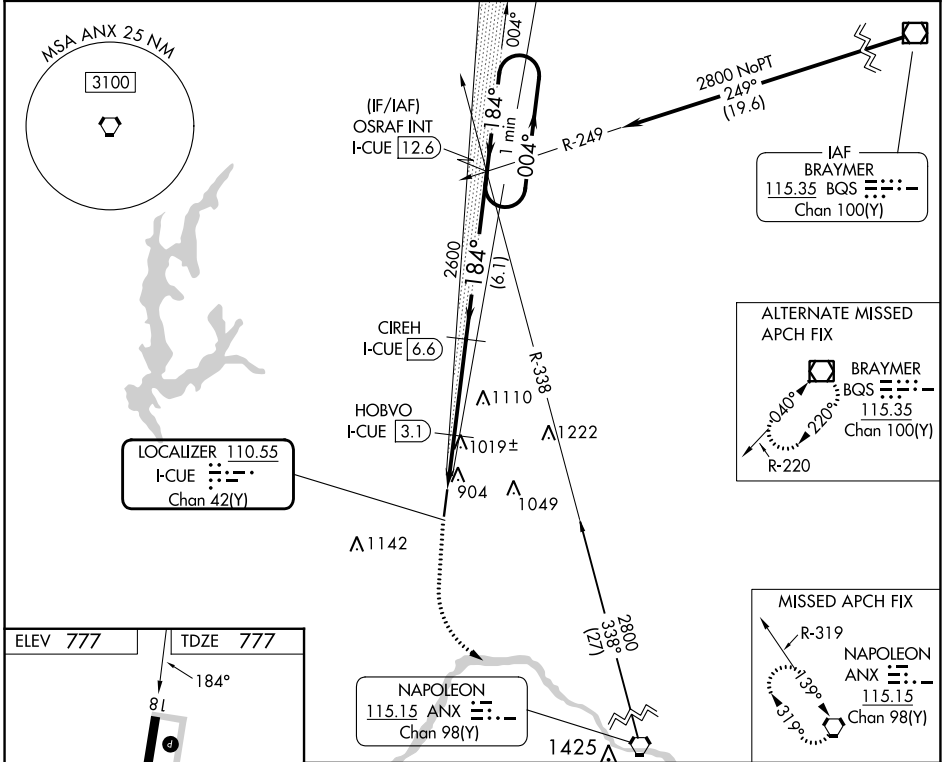 MSA ANX 25 NM
3100
004°
184°
1 min
004°
(IF/IAF)
OSRAF INT
I-CUE 12.6
2800 NoPT
249°
(19.6)
R-249
IAF
BRAYMER
115.35 BQS
Chan 100(Y)
2600
184°
(6.1)
CIREH
I-CUE 6.6
R-338
HOBVO
I-CUE 3.1
1110
1019±
1222
904
1049
1142
LOCALIZER 110.55
I-CUE
Chan 42(Y)
ALTERNATE MISSED
APCH FIX
BRAYMER
BQS
115.35
Chan 100(Y)
040°
220°
R-220
2800
338°
(27)
NAPOLEON
115.15 ANX
Chan 98(Y)
1425
MISSED APCH FIX
R-319
NAPOLEON
ANX
115.15
Chan 98(Y)
139°
319°
ELEV 777
TDZE 777
184°
18
P